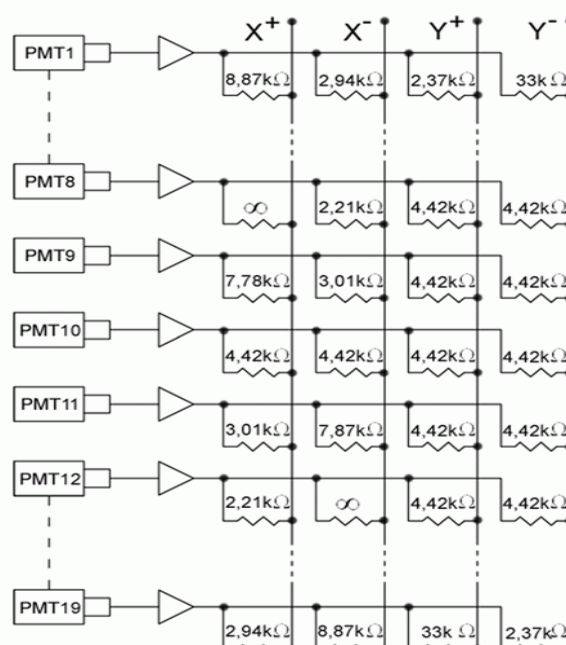 X+ X- Y+ Y-
PMT1
8,87kΩ 2,94kΩ 2,37kΩ 33k
PMT8
∞ 2,21kΩ 4,42kΩ 4,42kΩ
PMT9
7,78kΩ 3,01kΩ 4,42kΩ 4,42kΩ
PMT10
4,42kΩ 4,42kΩ 4,42kΩ 4,42kΩ
PMT11
3,01kΩ 7,87kΩ 4,42kΩ 4,42kΩ
PMT12
2,21kΩ ∞ 4,42kΩ 4,42kΩ
PMT19
2,94kΩ 8,87kΩ 33k Ω 2,37kΩ